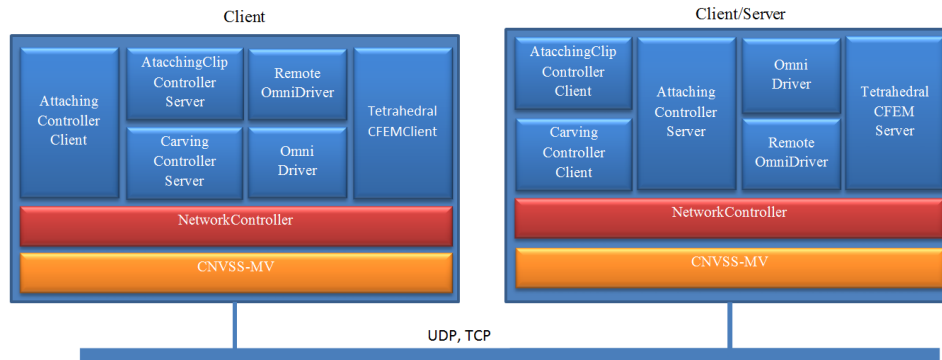 Client
Client/Server
Attaching
Controller
Client
AtacchingClip
Controller
Server
Remote
OmniDriver
Tetrahedral
CFEMClient
Carving
Controller
Server
Omni
Driver
NetworkController
CNVSS-MV
AtacchingClip
Controller
Client
Attaching
Controller
Server
Omni
Driver
Tetrahedral
CFEM
Server
Carving
Controller
Client
Remote
OmniDriver
NetworkController
CNVSS-MV
UDP, TCP